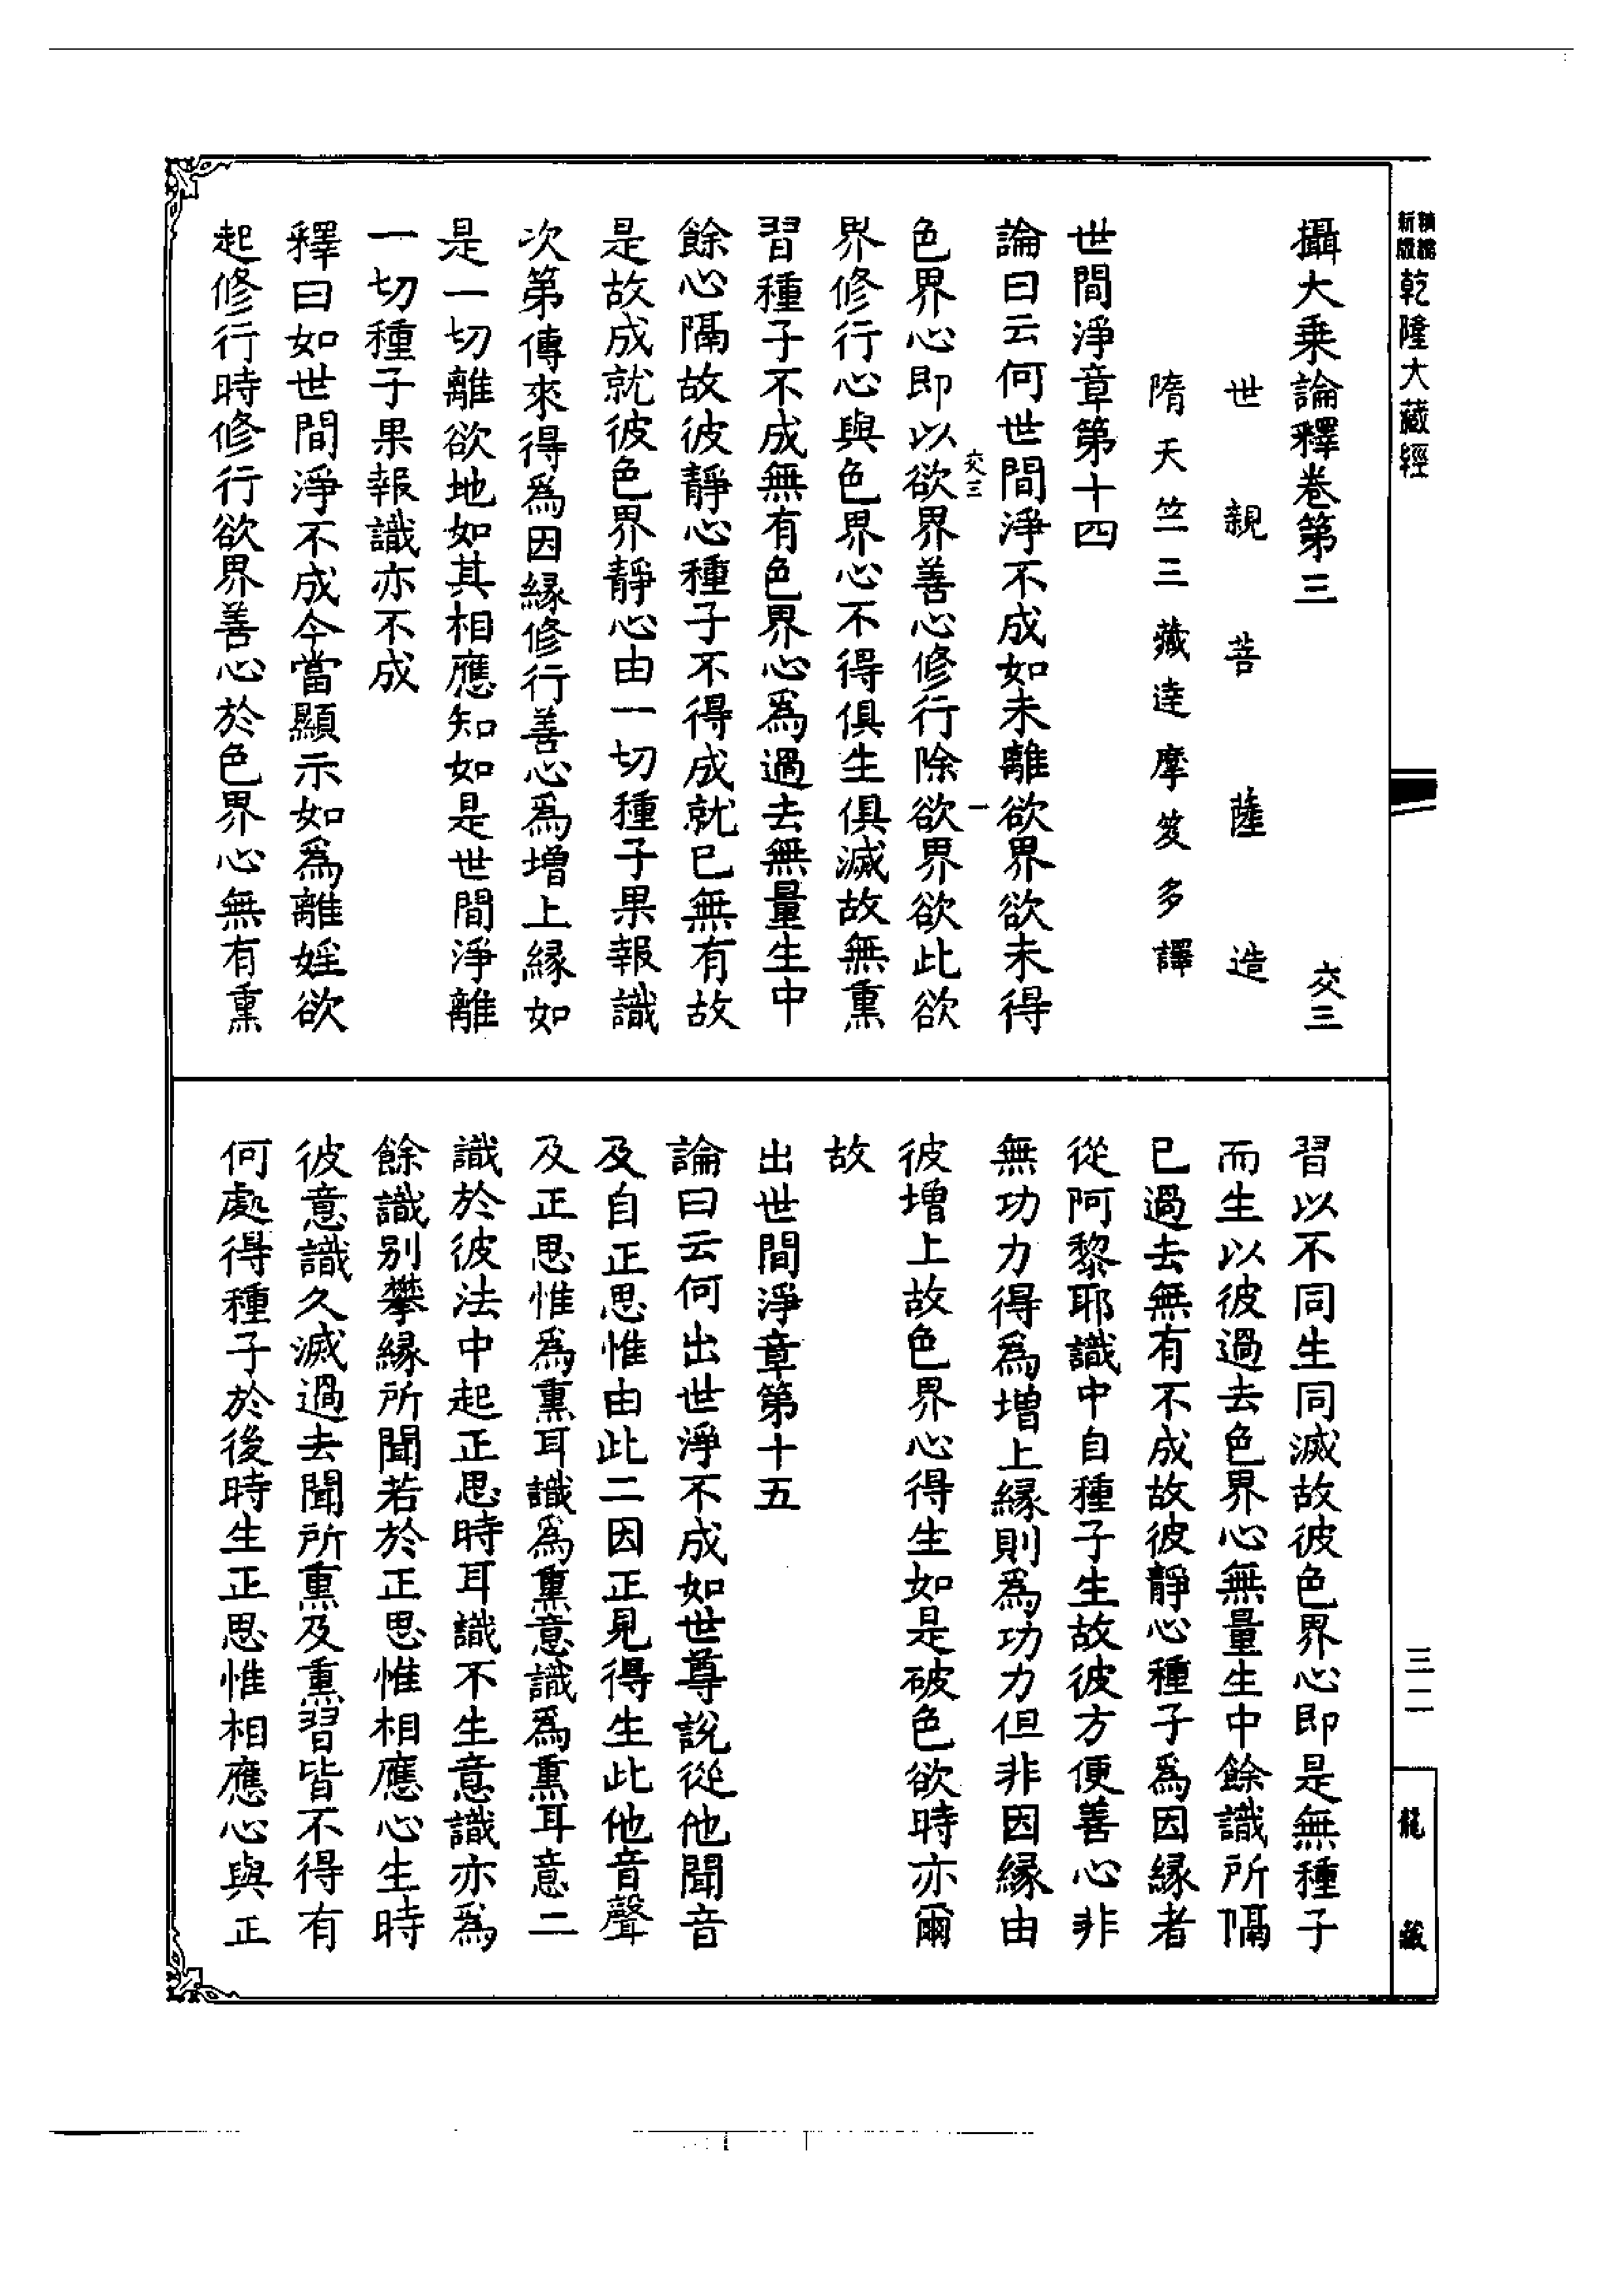 新版
乾隆大藏經
攝大乗論釋卷第三 交三
世親菩薩造
隋天竺三藏達摩笈多譯
世間淨章第十四
論曰云何世間淨不成如未離欲界欲未得
色界心即以欲界善心修行除欲界欲此欲
交三 一
界修行心與色界心不得俱生俱滅故無熏
習種子不成無有色界心爲過去無量生中
餘心隔故彼靜心種子不得成就已無有故
是故成就彼色界靜心由一切種子果報識
次第傳來得爲因縁修行善心爲增上縁如
是一切離欲地如其相應知如是世間淨離
一切種子果報識亦不成
釋曰如世間淨不成今當顯示如爲離婬欲
起修行時修行欲界善心於色界心無有熏
習以不同生同滅故彼色界心即是無種子
而生以彼過去色界心無量生中餘識所隔
已過去無有不成故彼靜心種子爲因縁者
從阿黎耶識中自種子生故彼方便善心非
無功力得爲增上縁則爲功力但非因縁由
彼增上故色界心得生如是破色欲時亦爾
故
出世間淨章第十五
論曰云何出世淨不成如世尊說從他聞音
及自正思惟由此二因正見得生此他音聲
及正思惟爲熏耳識爲熏意識爲熏耳意二
識於彼法中起正思時耳識不生意識亦爲
餘識别攀縁所聞若於正思惟相應心生時
彼意識久滅過去聞所熏及熏習皆不得有
何處得種子於後時生正思惟相應心與正
三二
龍藏